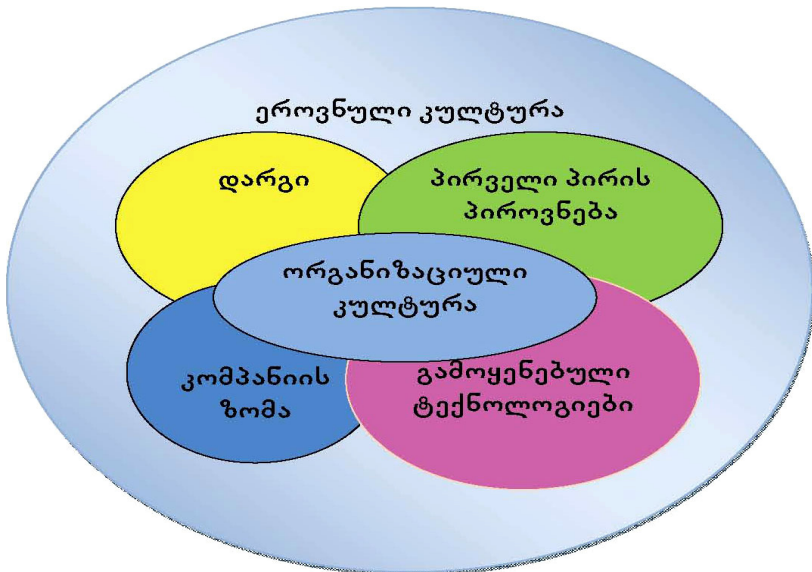 ეროვნული კულტურა
დარგი
პირველი პირის
პიროვნება
ორგანიზაციული
კულტურა
კომპანიის
ზომა
გამოყენებული
ტექნოლოგიები